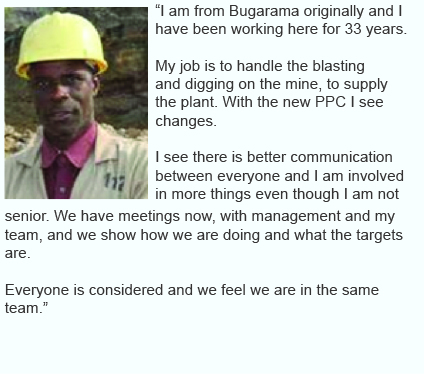 “I am from Bugarama originally and I
have been working here for 33 years.
My job is to handle the blasting
and digging on the mine, to supply
the plant. With the new PPC I see
changes.
I see there is better communication
between everyone and I am involved
in more things even though I am not
senior. We have meetings now, with management and my
team, and we show how we are doing and what the targets
are.
Everyone is considered and we feel we are in the same
team.”
112